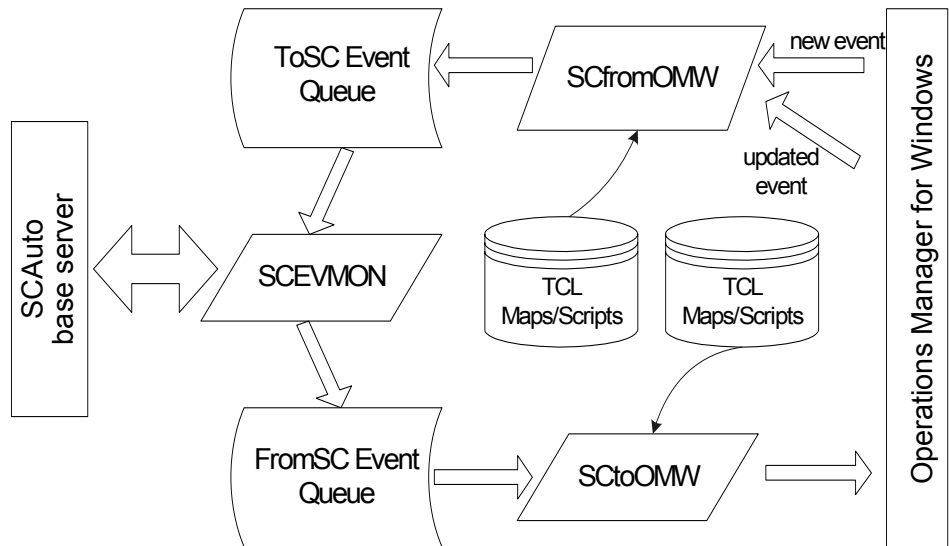 ToSC Event
Queue
SCfromOMW
new event
updated
event
SCAuto
base server
SCEVMON
TCL
Maps/Scripts
TCL
Maps/Scripts
Operations Manager for Windows
FromSC Event
Queue
SCtoOMW